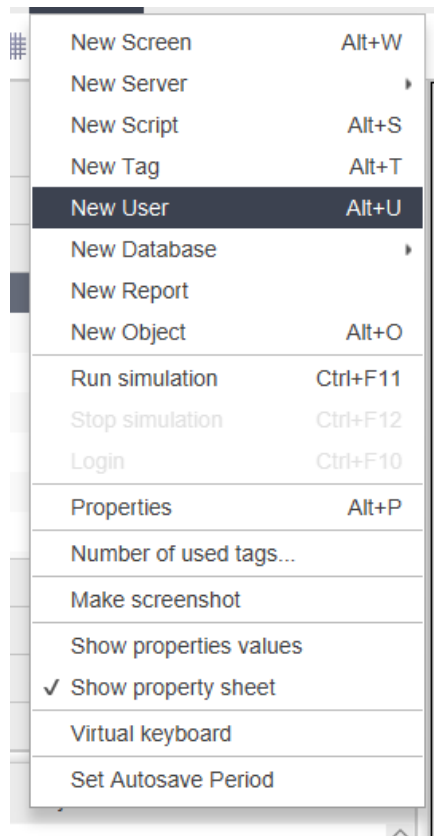 New Screen Alt+W
New Server
New Script Alt+S
New Tag Alt+T
New User Alt+U
New Database
New Report
New Object Alt+O
Run simulation Ctrl+F11
Stop simulation Ctrl+F12
Login Ctrl+F10
Properties Alt+P
Number of used tags...
Make screenshot
Show properties values
✓ Show property sheet
Virtual keyboard
Set Autosave Period